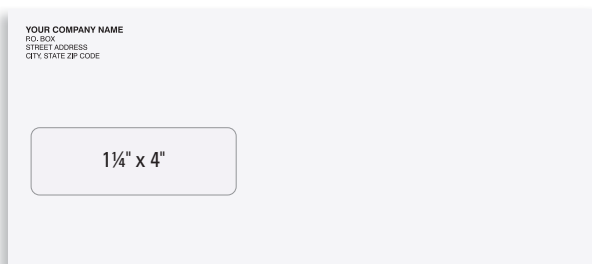 YOUR COMPANY NAME
P.O. BOX
STREET ADDRESS
CITY, STATE ZIP CODE
1¼" x 4"